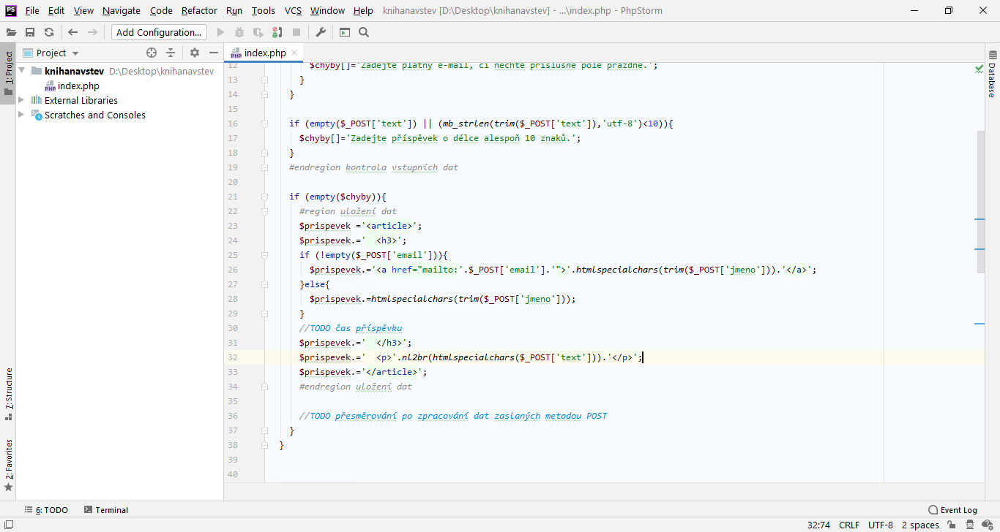 PS File Edit View Navigate Code Refactor Run Tools VCS Window Help knihanavstev [D:\Desktop\knihanavstev] - ...\index.php - PhpStorm
Add Configuration...
1: Project
Project
index.php
knihanavstev D:\Desktop\knihanavstev
index.php
External Libraries
Scratches and Consoles
7: Structure
2: Favorites
12 $chyby[]='Zadejte platný e-mail, či nechte příslušné pole prázdné.';
13 }
14 }
15
16 if (empty($_POST['text']) || (mb_strlen(trim($_POST['text']),'utf-8')<10)){
17 $chyby[]='Zadejte příspěvek o délce alespoň 10 znaků.';
18 }
19 #endregion kontrola vstupních dat
20
21 if (empty($chyby)){
22 #region uložení dat
23 $prispevek ='<article>';
24 $prispevek.='  <h3>';
25 if (!empty($_POST['email'])){
26 $prispevek.='<a href="mailto:'.$_POST['email'].'">'.htmlspecialchars(trim($_POST['jmeno'])).'</a>';
27 }else{
28 $prispevek.=htmlspecialchars(trim($_POST['jmeno']));
29 }
30 //TODO čas příspěvku
31 $prispevek.='  </h3>';
32 $prispevek.='  <p>'.nl2br(htmlspecialchars($_POST['text'])).'</p>';
33 $prispevek.='</article>';
34 #endregion uložení dat
35
36 //TODO přesměrování po zpracování dat zaslaných metodou POST
37 }
38 }
39
40
Database
6: TODO Terminal Event Log
32:74 CRLF UTF-8 2 spaces